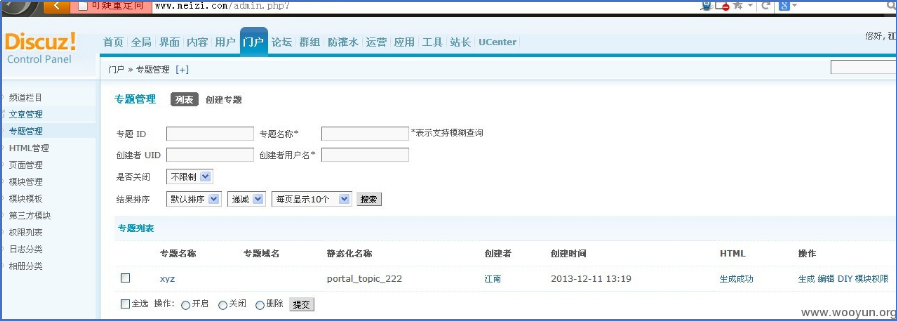 可疑重定向 www.meizi.com/admin.php?
Discuz!
Control Panel
首页 全局 界面 内容 用户 门户 论坛 群组 防灌水 运营 应用 工具 站长 UCenter
您好, 江
门户 » 专题管理 [+]
频道栏目
文章管理
专题管理
HTML管理
页面管理
模块管理
模块模板
第三方模块
权限列表
日志分类
相册分类
专题管理 列表 创建专题
专题 ID 专题名称* *表示支持模糊查询
创建者 UID 创建者用户名*
是否关闭 不限制
结果排序 默认排序 递减 每页显示10个 搜索
专题列表
专题名称 专题域名 静态化名称 创建者 创建时间 HTML 操作
xyz portal_topic_222 江南 2013-12-11 13:19 生成成功 生成 编辑 DIY 模块权限
全选 操作: 开启 关闭 删除 提交
www.wooyun.org